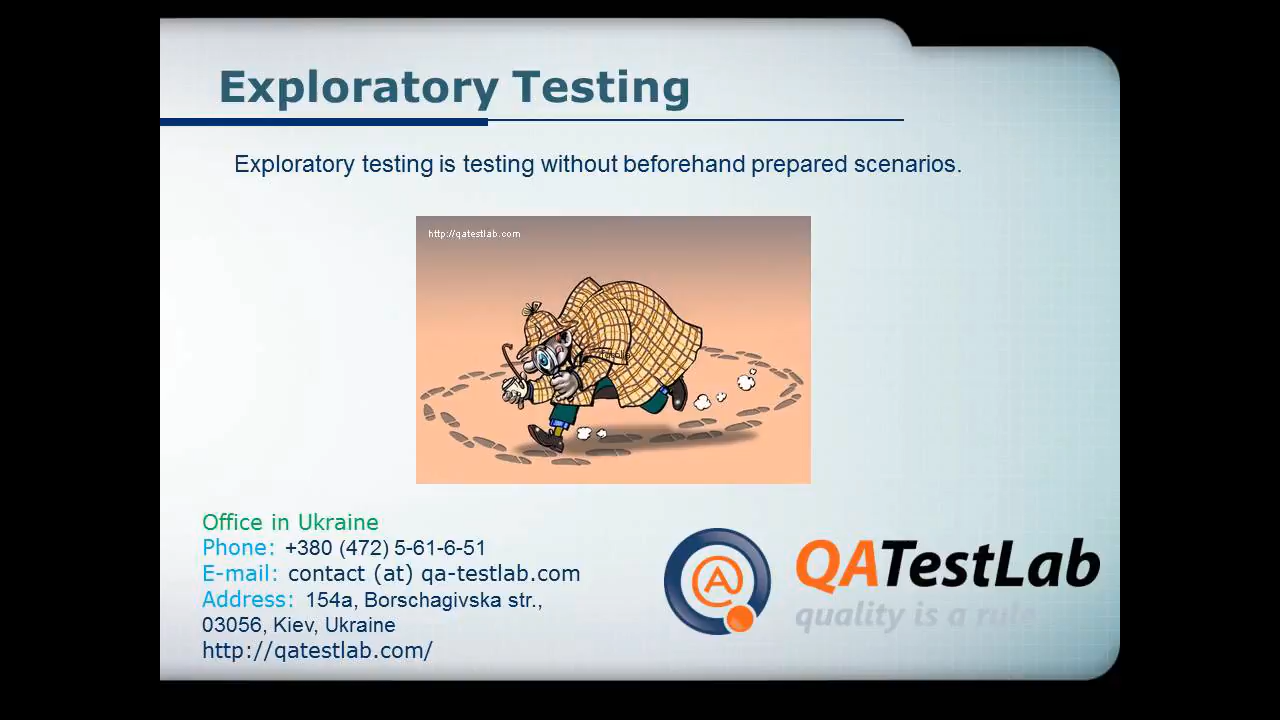 Exploratory Testing
Exploratory testing is testing without beforehand prepared scenarios.
http://qatestlab.com
Office in Ukraine
Phone: +380 (472) 5-61-6-51
E-mail: contact (at) qa-testlab.com
Address: 154a, Borschagivska str.,
03056, Kiev, Ukraine
http://qatestlab.com/
QATestLab
quality is a rule